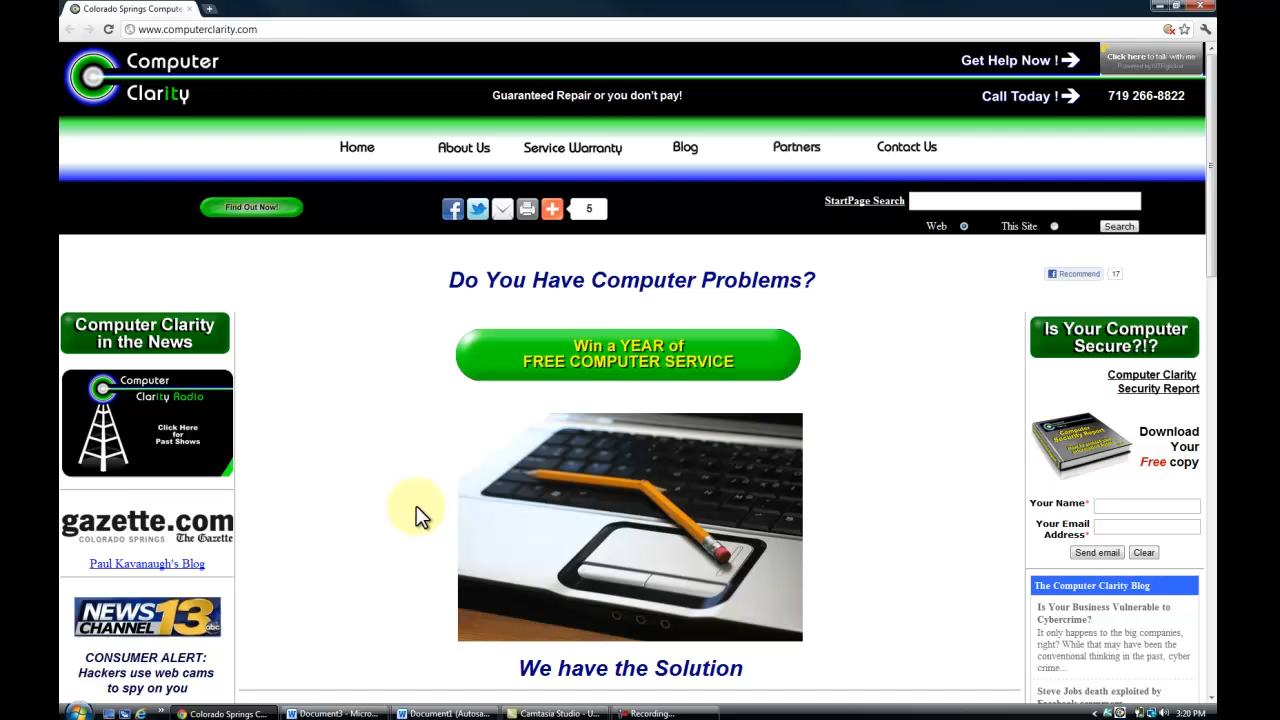 Colorado Springs Compute
www.computerclarity.com
Computer
Clarity
Guaranteed Repair or you don't pay!
Get Help Now !
Click here to talk with me
Call Today !
719 266-8822
Home
About Us
Service Warranty
Blog
Partners
Contact Us
Find Out Now!
5
StartPage Search
Web
This Site
Search
Do You Have Computer Problems?
Recommend
17
Computer Clarity
in the News
Computer
Clarity Radio
Click Here
for
Past Shows
gazette.com
COLORADO SPRINGS The Gazette
Paul Kavanaugh's Blog
NEWS
CHANNEL 13 abc
CONSUMER ALERT:
Hackers use web cams
to spy on you
Win a YEAR of
FREE COMPUTER SERVICE
We have the Solution
Is Your Computer
Secure?!?
Computer Clarity
Security Report
Computer
Security Report
Download
Your
Free copy
Your Name*
Your Email
Address*
Send email
Clear
The Computer Clarity Blog
Is Your Business Vulnerable to
Cybercrime?
It only happens to the big companies,
right? While that may have been the
conventional thinking in the past, cyber
crime...
Steve Jobs death exploited by
Colorado Springs C...
Document3 - Micro...
Document1 (Autosa...
Camtasia Studio - U...
Recording...
3:20 PM